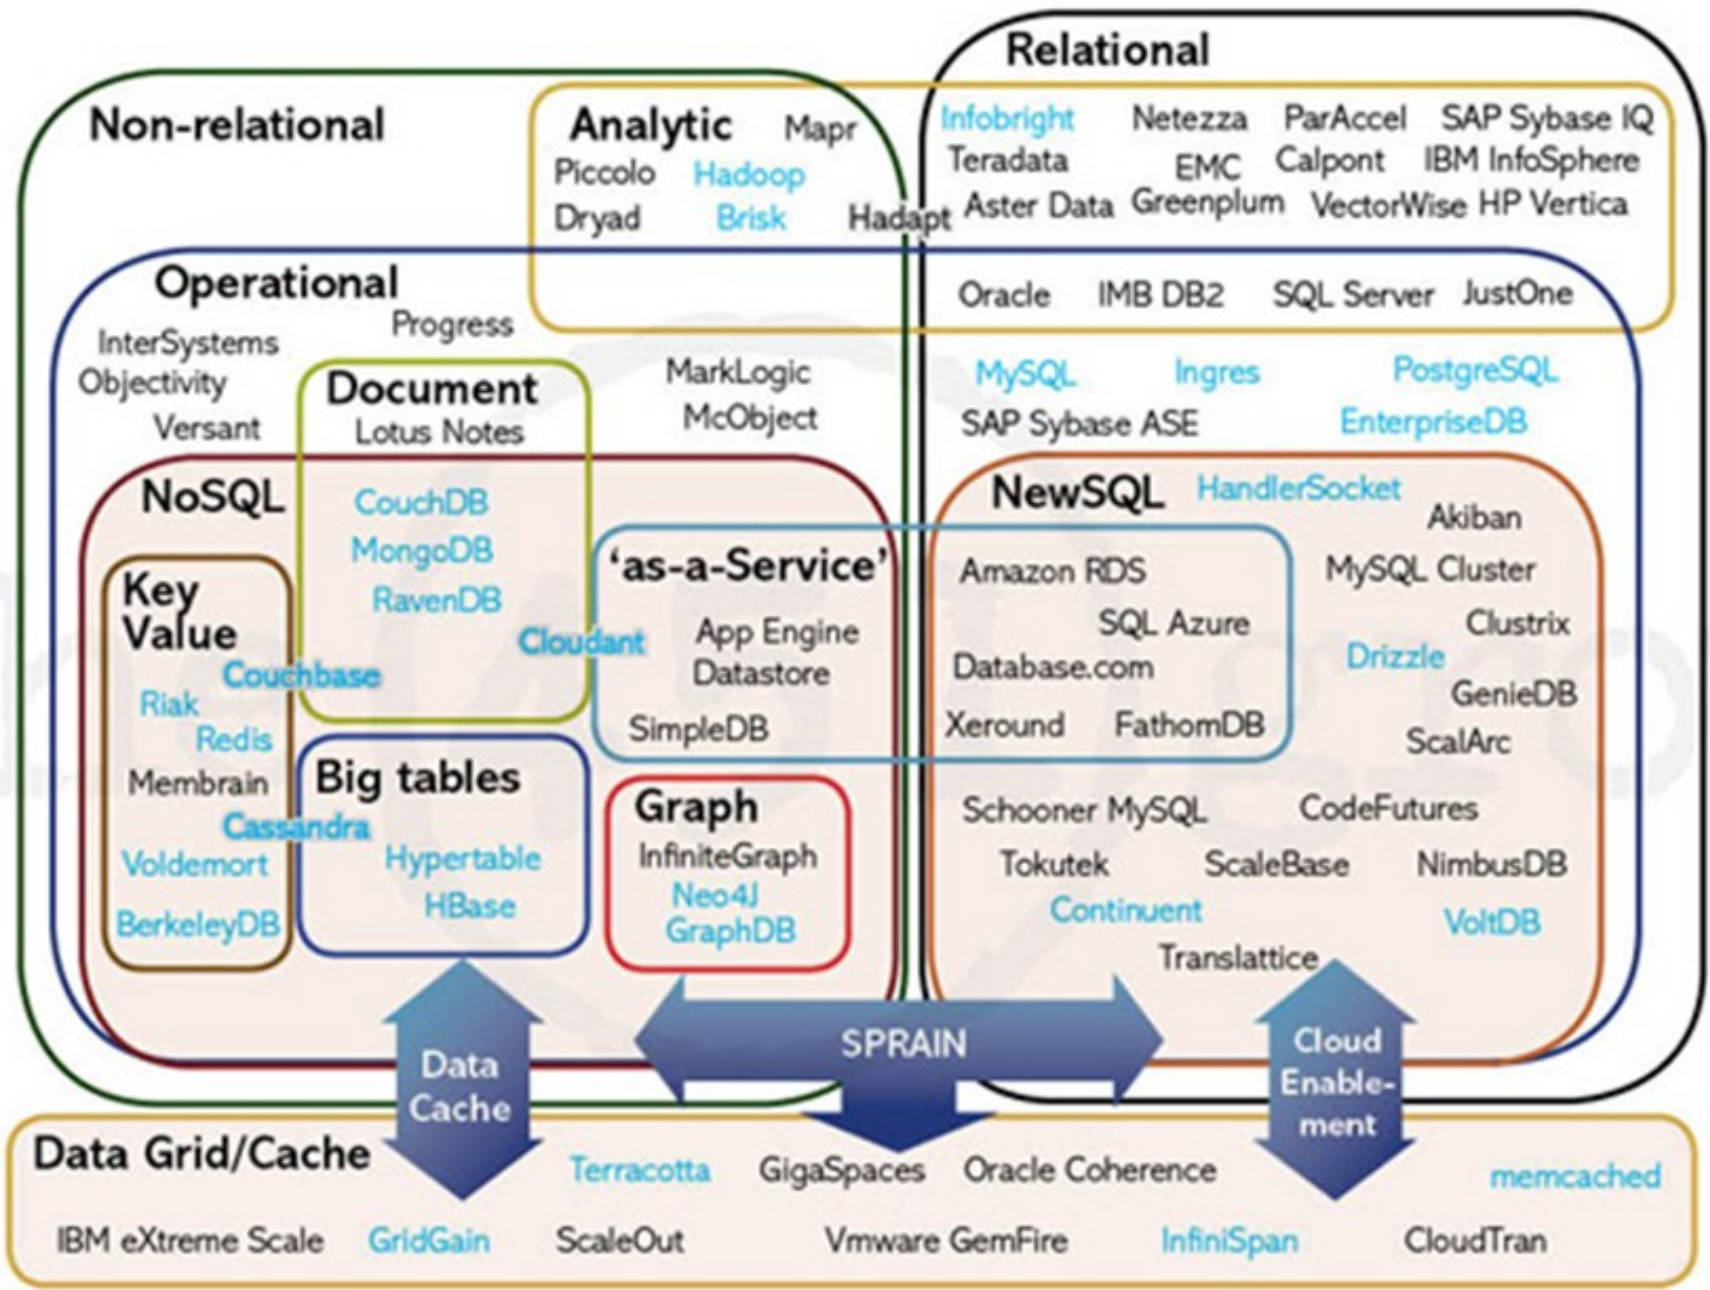 Relational
Non-relational
Analytic Mapr
Piccolo Hadoop
Dryad Brisk Hadapt
Infobright Netezza ParAccel SAP Sybase IQ
Teradata EMC Calpont IBM InfoSphere
Aster Data Greenplum VectorWise HP Vertica
Operational
Oracle IMB DB2 SQL Server JustOne
Progress
InterSystems
Objectivity
Versant
Document
Lotus Notes
MarkLogic
McObject
MySQL Ingres PostgreSQL
SAP Sybase ASE EnterpriseDB
NoSQL
CouchDB
MongoDB
RavenDB
Key
Value
Couchbase
Riak
Redis
Membrain
Cassandra
Voldemort
BerkeleyDB
Cloudant
'as-a-Service'
App Engine
Datastore
SimpleDB
Big tables
Hypertable
HBase
Graph
InfiniteGraph
Neo4J
GraphDB
NewSQL HandlerSocket
Akiban
Amazon RDS MySQL Cluster
SQL Azure Clustrix
Database.com Drizzle
GenieDB
Xeround FathomDB ScalArc
Schooner MySQL CodeFutures
Tokutek ScaleBase NimbusDB
Continuent VoltDB
Translattice
Data
Cache
SPRAIN
Cloud
Enable-
ment
Data Grid/Cache
Terracotta GigaSpaces Oracle Coherence memcached
IBM eXtreme Scale GridGain ScaleOut Vmware GemFire InfiniSpan CloudTran